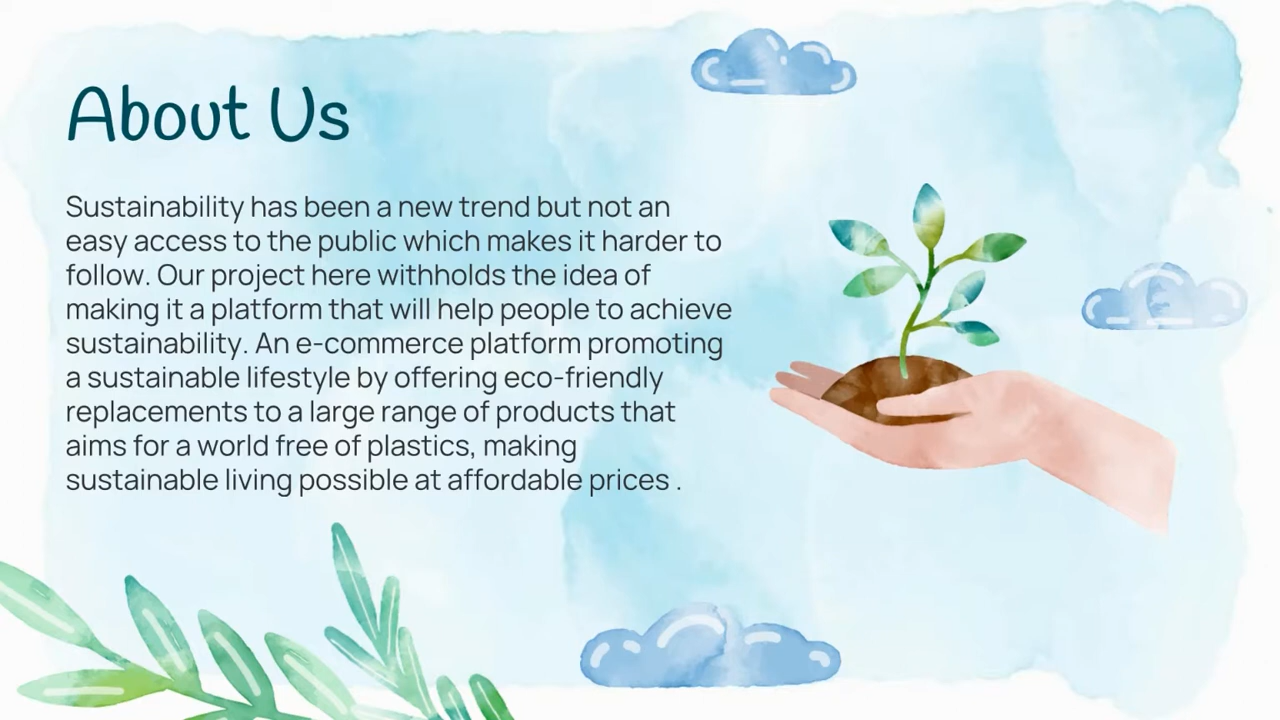 About Us
Sustainability has been a new trend but not an
easy access to the public which makes it harder to
follow. Our project here withholds the idea of
making it a platform that will help people to achieve
sustainability. An e-commerce platform promoting
a sustainable lifestyle by offering eco-friendly
replacements to a large range of products that
aims for a world free of plastics, making
sustainable living possible at affordable prices .